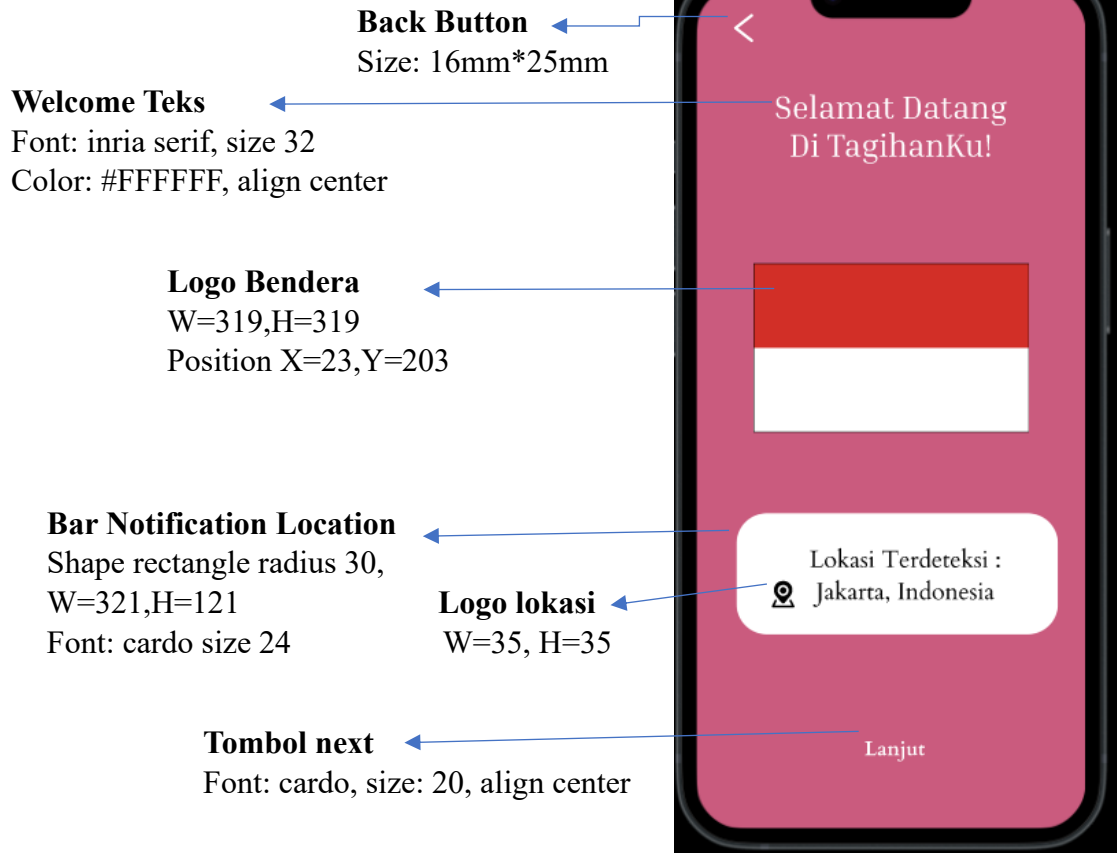 Back Button
Size: 16mm*25mm
Welcome Teks
Font: inria serif, size 32
Color: #FFFFFF, align center
Selamat Datang
Di TagihanKu!
Logo Bendera
W=319,H=319
Position X=23,Y=203
Bar Notification Location
Shape rectangle radius 30,
W=321,H=121
Font: cardo size 24
Logo lokasi
W=35, H=35
Lokasi Terdeteksi :
Jakarta, Indonesia
Tombol next
Font: cardo, size: 20, align center
Lanjut